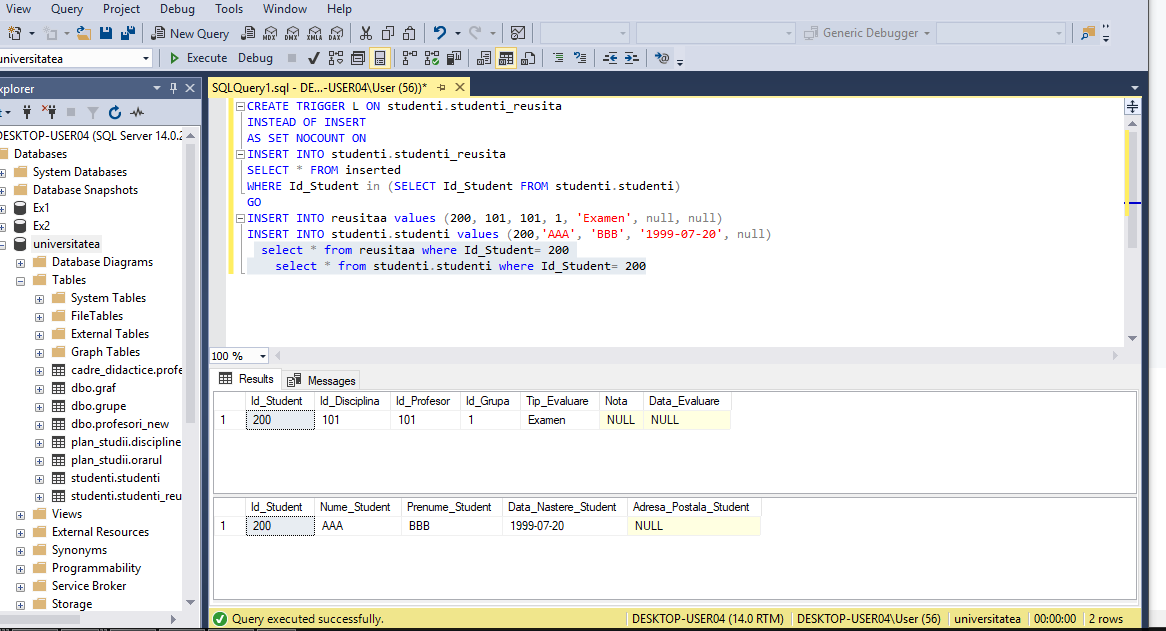 View Query Project Debug Tools Window Help
New Query MDX DMX XMLA DAX Generic Debugger
universitatea Execute Debug
xplorer
SQLQuery1.sql - DE...-USER04\User (56))*
DESKTOP-USER04 (SQL Server 14.0.2
Databases
System Databases
Database Snapshots
Ex1
Ex2
universitatea
Database Diagrams
Tables
System Tables
FileTables
External Tables
Graph Tables
cadre_didactice.profe
dbo.graf
dbo.grupe
dbo.profesori_new
plan_studii.discipline
plan_studii.orarul
studenti.studenti
studenti.studenti_reu
Views
External Resources
Synonyms
Programmability
Service Broker
Storage
CREATE TRIGGER L ON studenti.studenti_reusita
INSTEAD OF INSERT
AS SET NOCOUNT ON
INSERT INTO studenti.studenti_reusita
SELECT * FROM inserted
WHERE Id_Student in (SELECT Id_Student FROM studenti.studenti)
GO
INSERT INTO reusitaa values (200, 101, 101, 1, 'Examen', null, null)
INSERT INTO studenti.studenti values (200,'AAA', 'BBB', '1999-07-20', null)
select * from reusitaa where Id_Student= 200
select * from studenti.studenti where Id_Student= 200
100 %
Results Messages
Id_Student Id_Disciplina Id_Profesor Id_Grupa Tip_Evaluare Nota Data_Evaluare
1 200 101 101 1 Examen NULL NULL
Id_Student Nume_Student Prenume_Student Data_Nastere_Student Adresa_Postala_Student
1 200 AAA BBB 1999-07-20 NULL
Query executed successfully. DESKTOP-USER04 (14.0 RTM) DESKTOP-USER04\User (56) universitatea 00:00:00 2 rows